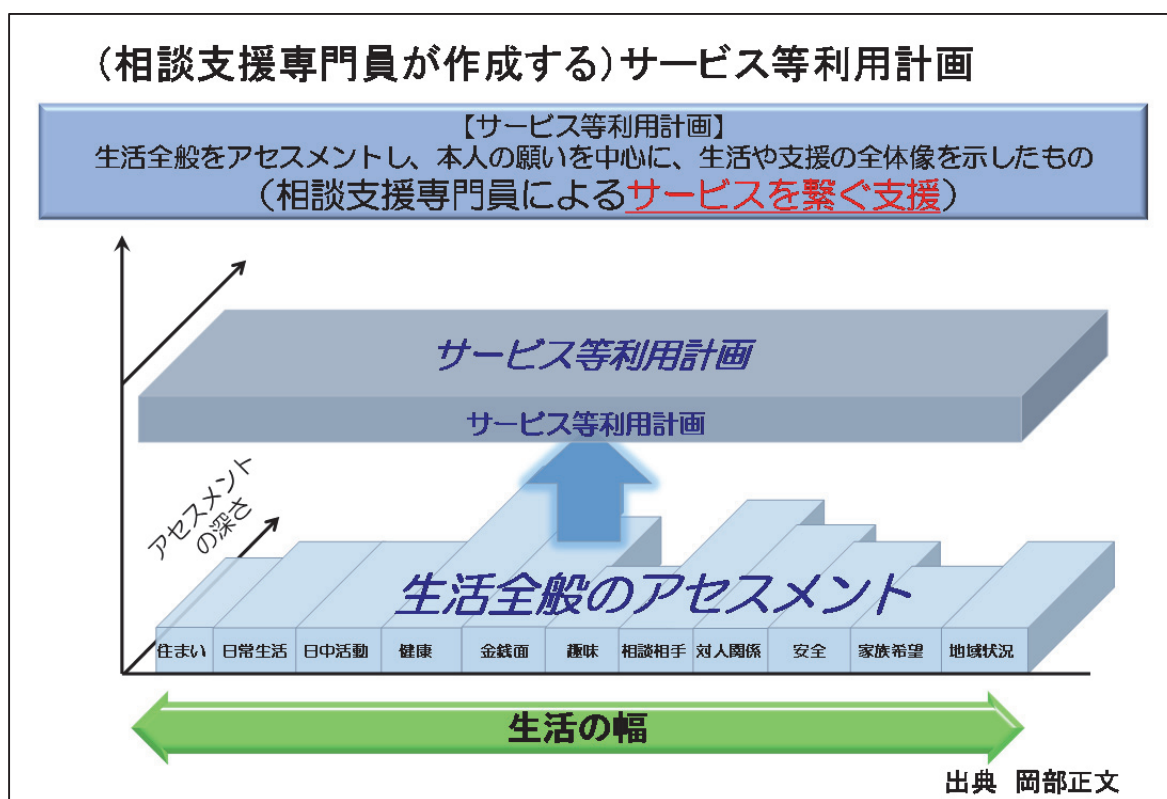 (相談支援専門員が作成する)サービス等利用計画
【サービス等利用計画】
生活全般をアセスメントし、本人の願いを中心に、生活や支援の全体像を示したもの
(相談支援専門員によるサービスを繋ぐ支援)
サービス等利用計画
サービス等利用計画
アセスメント
の深さ
生活全般のアセスメント
住まい 日常生活 日中活動 健康 金銭面 趣味 相談相手 対人関係 安全 家族希望 地域状況
生活の幅
出典 岡部正文